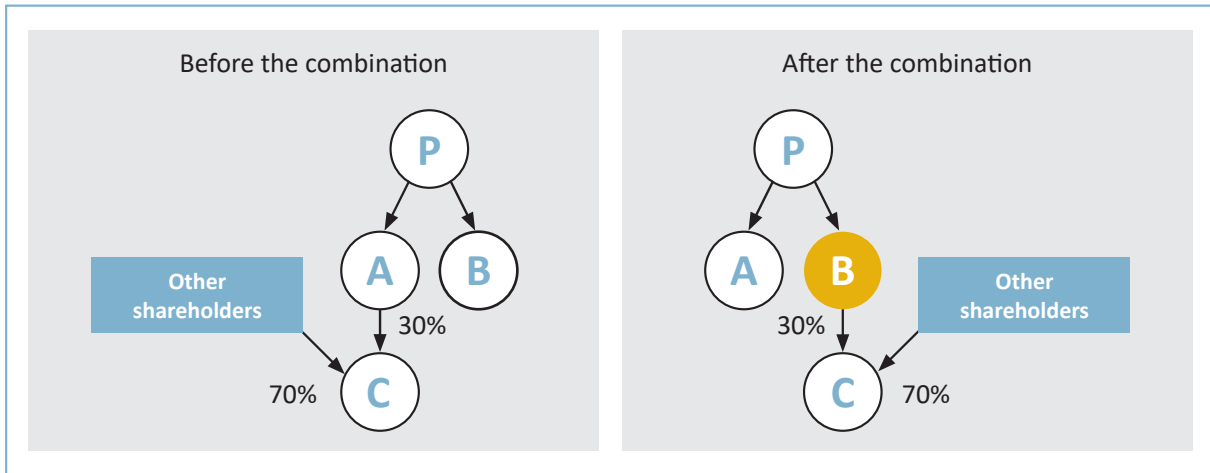 Before the combination
P
A
B
Other
shareholders
30%
70%
C
After the combination
P
A
B
Other
shareholders
30%
C
70%